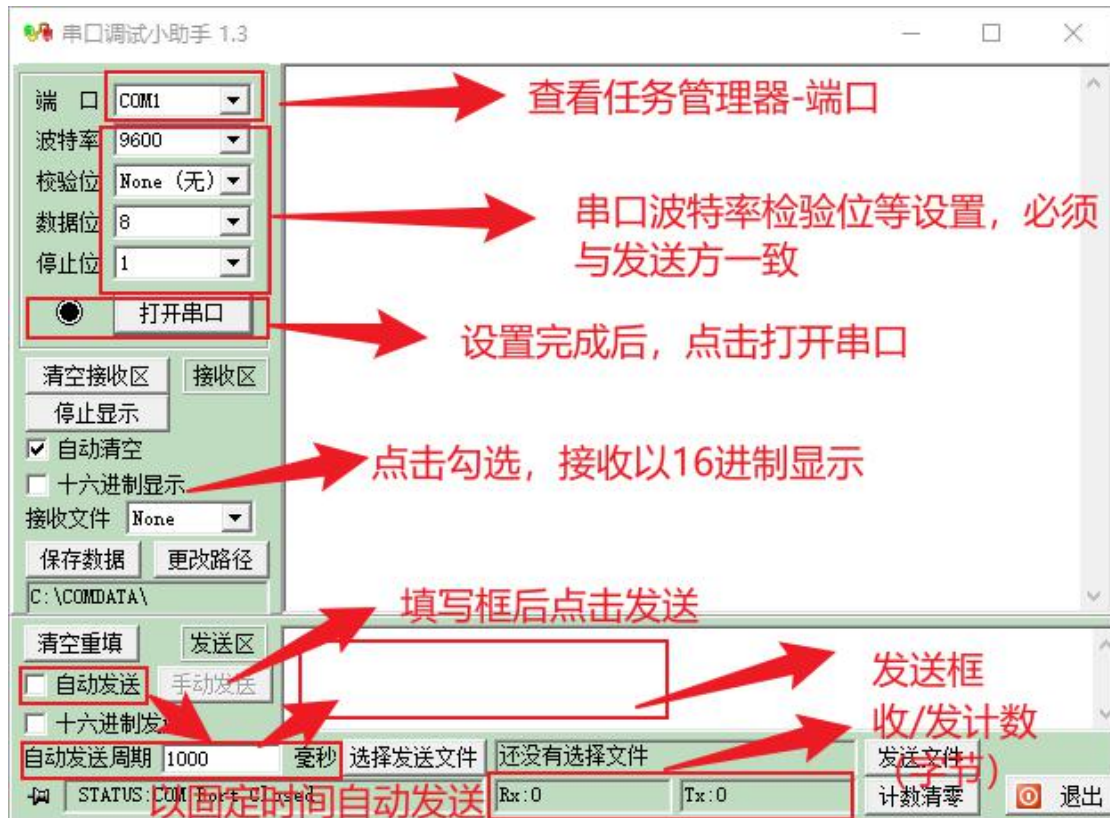 串口调试小助手 1.3
端 口 COM1
查看任务管理器-端口
波特率 9600
校验位 None (无)
数据位 8
停止位 1
串口波特率检验位等设置，必须
与发送方一致
打开串口
设置完成后，点击打开串口
清空接收区 接收区
停止显示
自动清空
十六进制显示
点击勾选，接收以16进制显示
接收文件 None
保存数据 更改路径
C:\COMDATA\
填写框后点击发送
清空重填 发送区
自动发送 手动发送
发送框
十六进制发
收/发计数
(字节)
自动发送周期 1000 毫秒 选择发送文件 还没有选择文件 发送文件
STATUS:COM Port Closed Rx:0 Tx:0 计数清零 退出
以固定时间自动发送